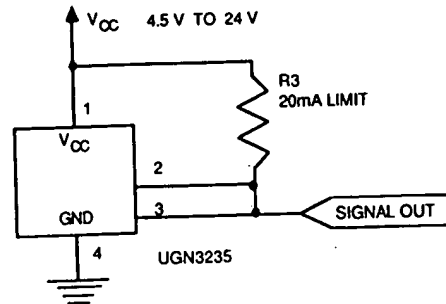 Vcc 4.5 V TO 24 V
R3
20mA LIMIT
1
Vcc
2
3
GND
SIGNAL OUT
4
UGN3235